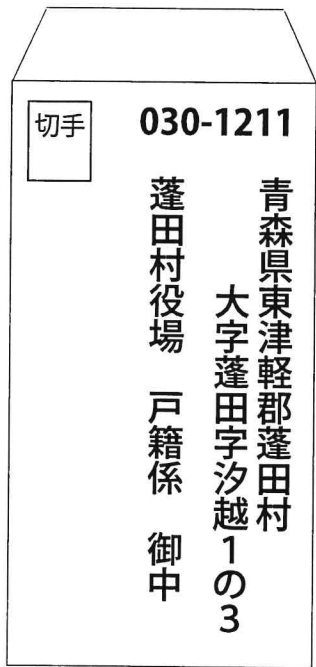 切手
030-1211
青森県東津軽郡蓬田村
大字蓬田字汐越1の3
蓬田村役場 戸籍係 御中